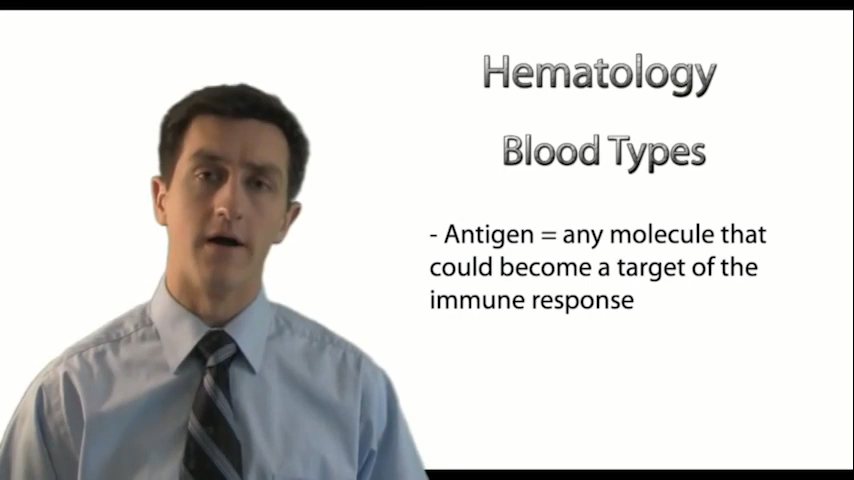 Hematology
Blood Types
- Antigen = any molecule that
could become a target of the
immune response